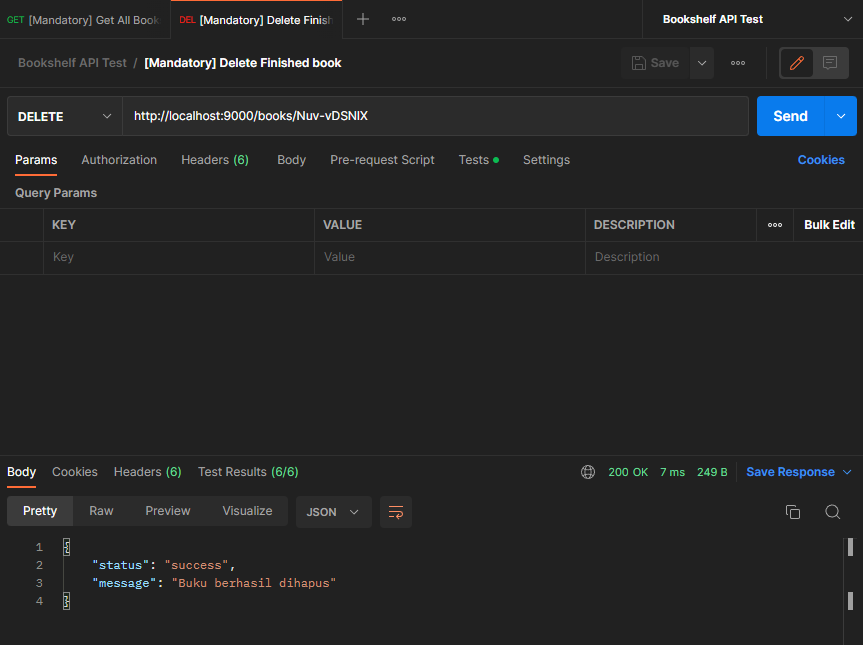 GET [Mandatory] Get All Book
DEL [Mandatory] Delete Finish
Bookshelf API Test
Bookshelf API Test / [Mandatory] Delete Finished book
Save
DELETE
http://localhost:9000/books/Nuv-vDSNlX
Send
Params Authorization Headers (6) Body Pre-request Script Tests Settings Cookies
Query Params
KEY VALUE DESCRIPTION Bulk Edit
Key Value Description
Body Cookies Headers (6) Test Results (6/6) 200 OK 7 ms 249 B Save Response
Pretty Raw Preview Visualize JSON
1 {
2 "status": "success",
3 "message": "Buku berhasil dihapus"
4 }